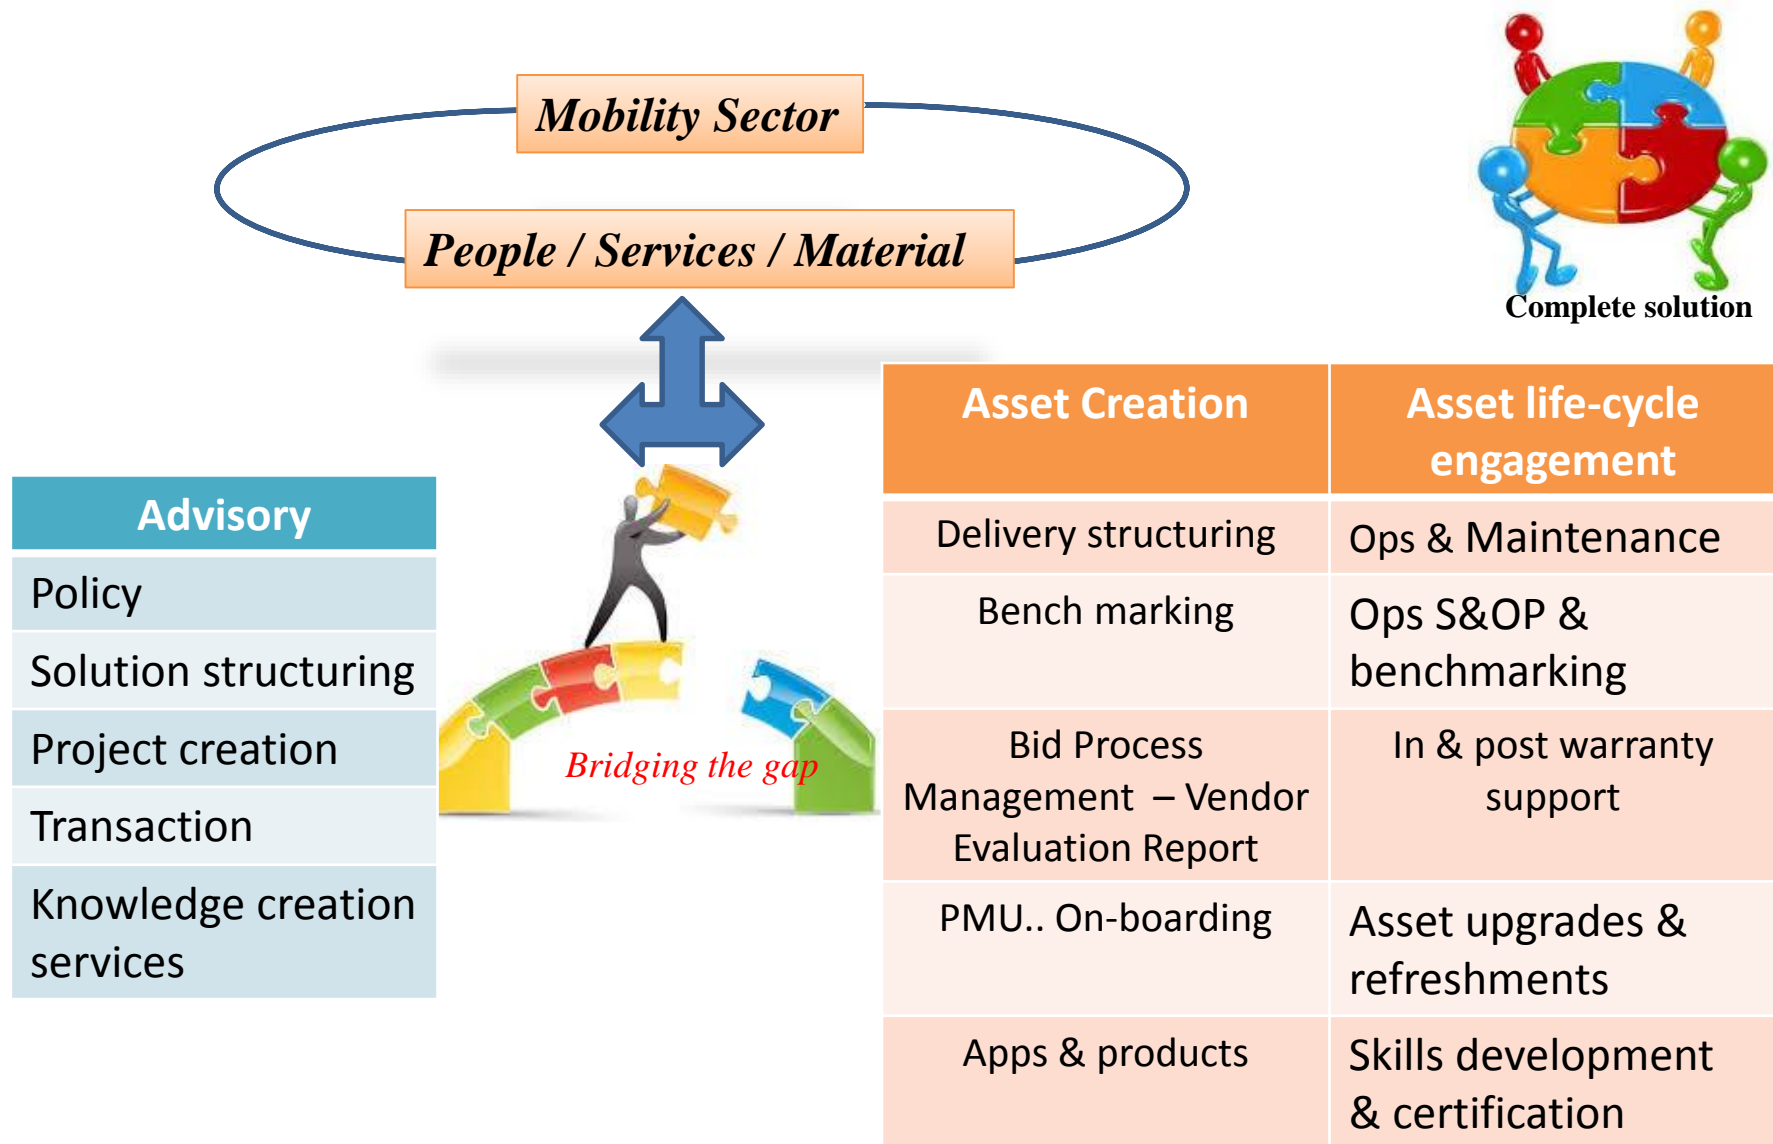 Mobility Sector
People / Services / Material
Complete solution
Advisory
Policy
Solution structuring
Project creation
Transaction
Knowledge creation
services
Bridging the gap
Asset Creation
Asset life-cycle
engagement
Delivery structuring
Ops & Maintenance
Bench marking
Ops S&OP &
benchmarking
Bid Process
Management – Vendor
Evaluation Report
In & post warranty
support
PMU.. On-boarding
Asset upgrades &
refreshments
Apps & products
Skills development
& certification